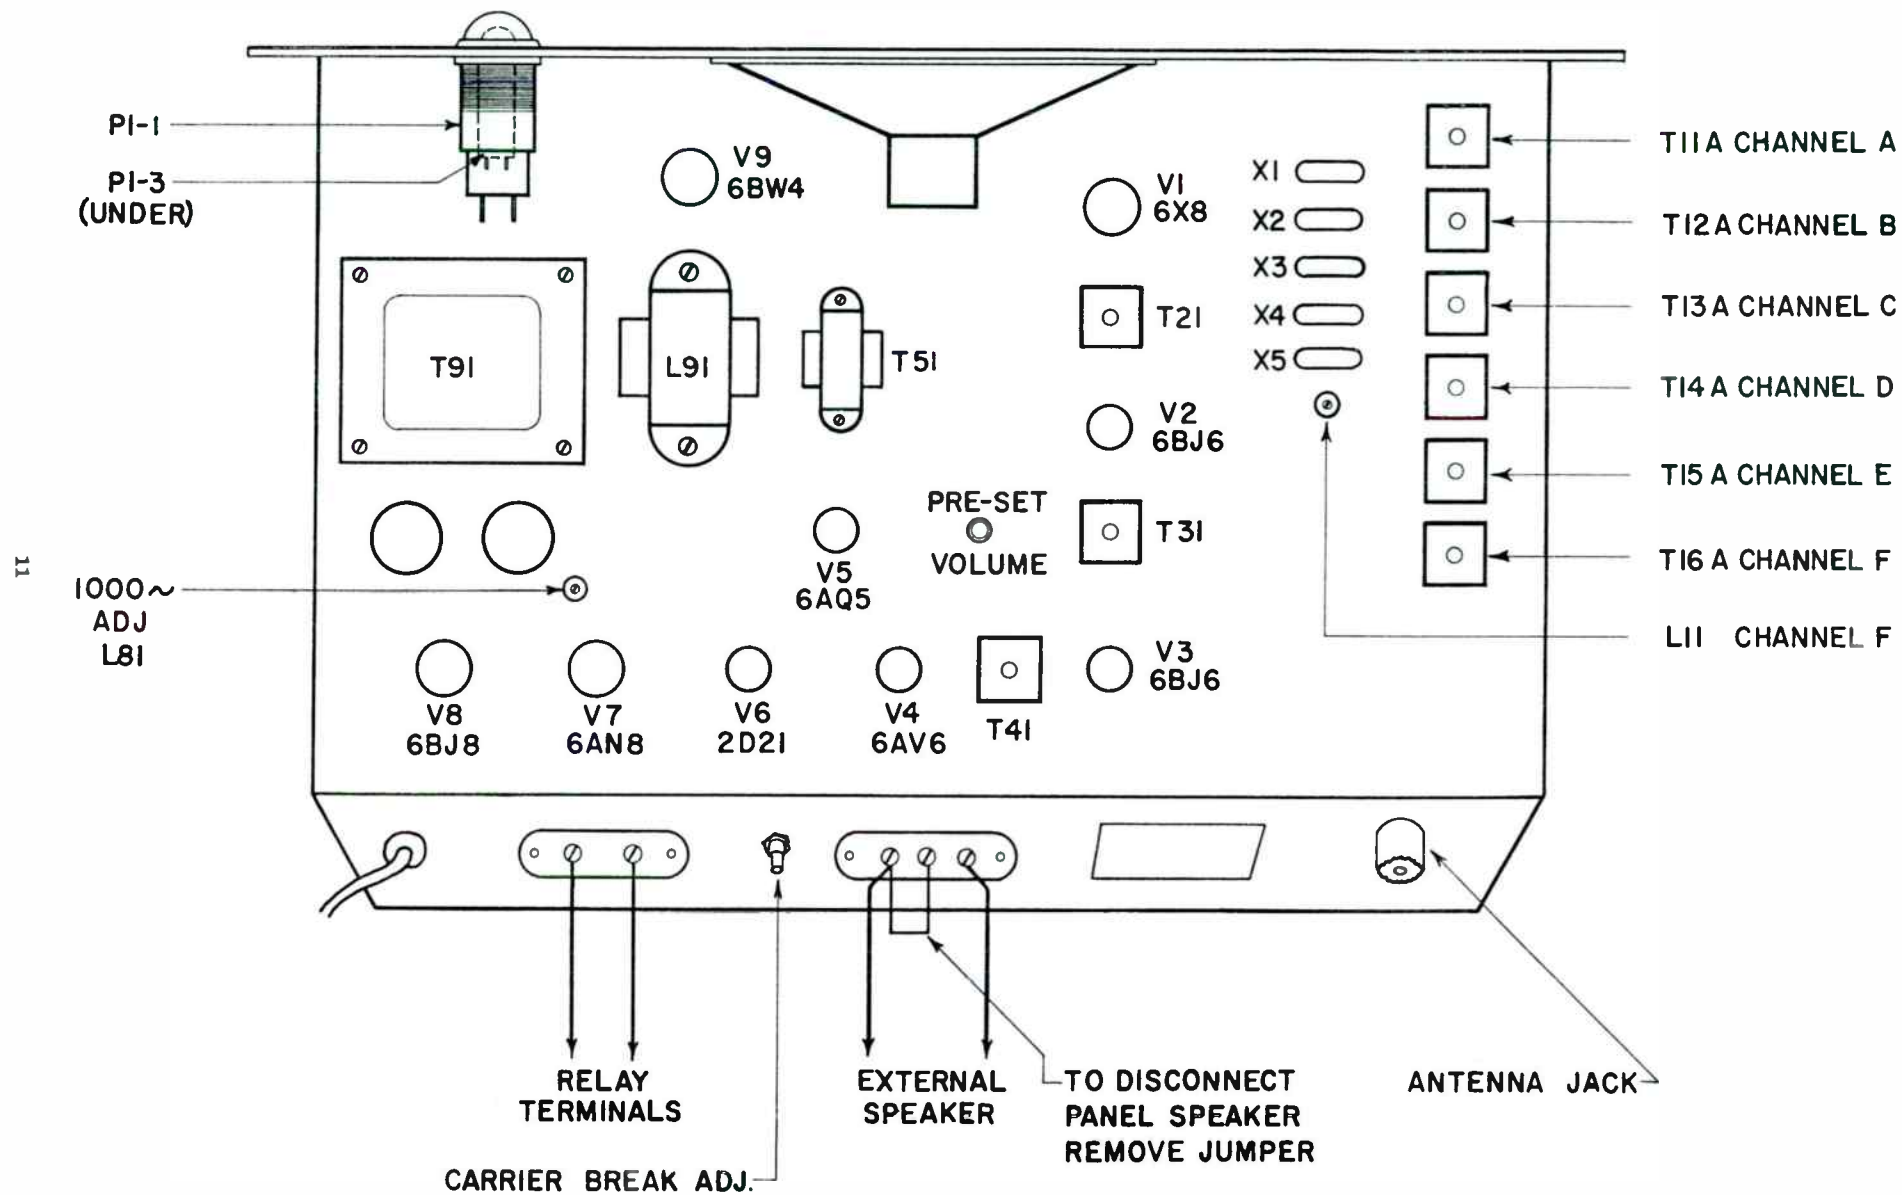 PI-1
PI-3
(UNDER)
V9
6BW4
V1
6X8
X1
X2
X3
X4
X5
T11A CHANNEL A
T12A CHANNEL B
T13A CHANNEL C
T14A CHANNEL D
T15A CHANNEL E
T16A CHANNEL F
L11 CHANNEL F
T91
L91
T51
T21
V2
6BJ6
PRE-SET
VOLUME
T31
V5
6AQ5
11
1000~
ADJ
L81
V8
6BJ8
V7
6AN8
V6
2D21
V4
6AV6
T41
V3
6BJ6
RELAY
TERMINALS
EXTERNAL
SPEAKER
TO DISCONNECT
PANEL SPEAKER
REMOVE JUMPER
ANTENNA JACK
CARRIER BREAK ADJ.